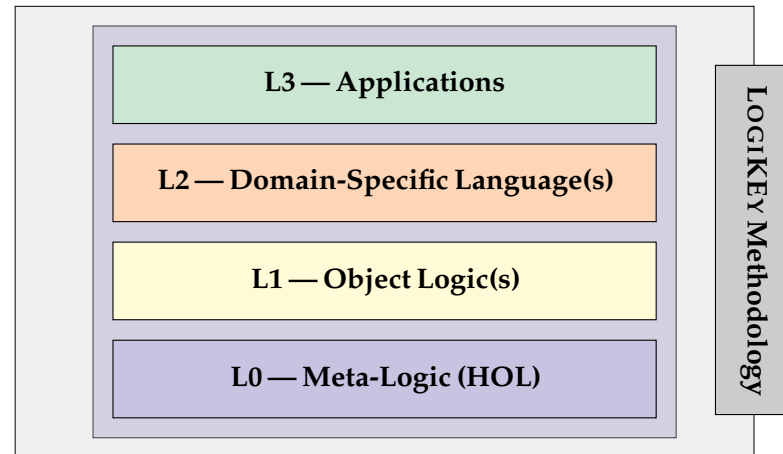 L3 — Applications
L2 — Domain-Specific Language(s)
L1 — Object Logic(s)
L0 — Meta-Logic (HOL)
LOGIKEY Methodology